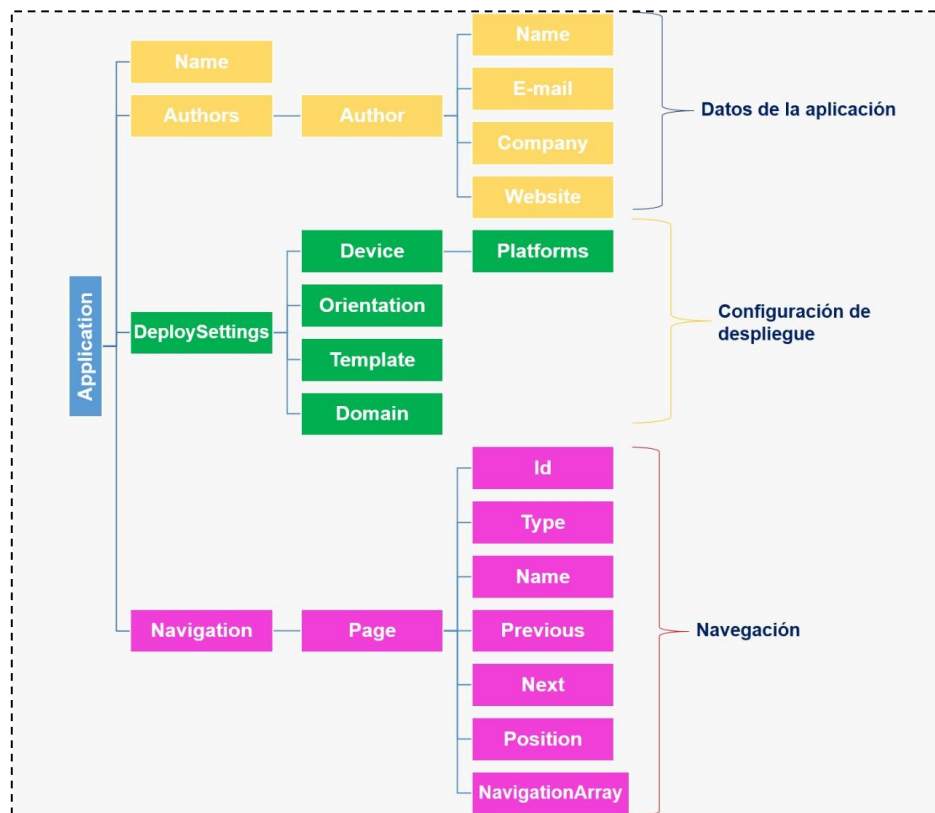 Application
Name
Authors
Author
Name
E-mail
Company
Website
Datos de la aplicación
DeploySettings
Device
Platforms
Orientation
Template
Domain
Configuración de
despliegue
Navigation
Page
Id
Type
Name
Previous
Next
Position
NavigationArray
Navegación